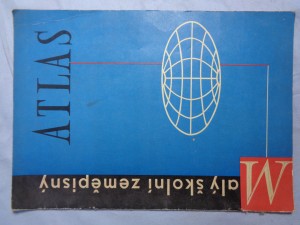 ATLAS
Malý školní zeměpisný